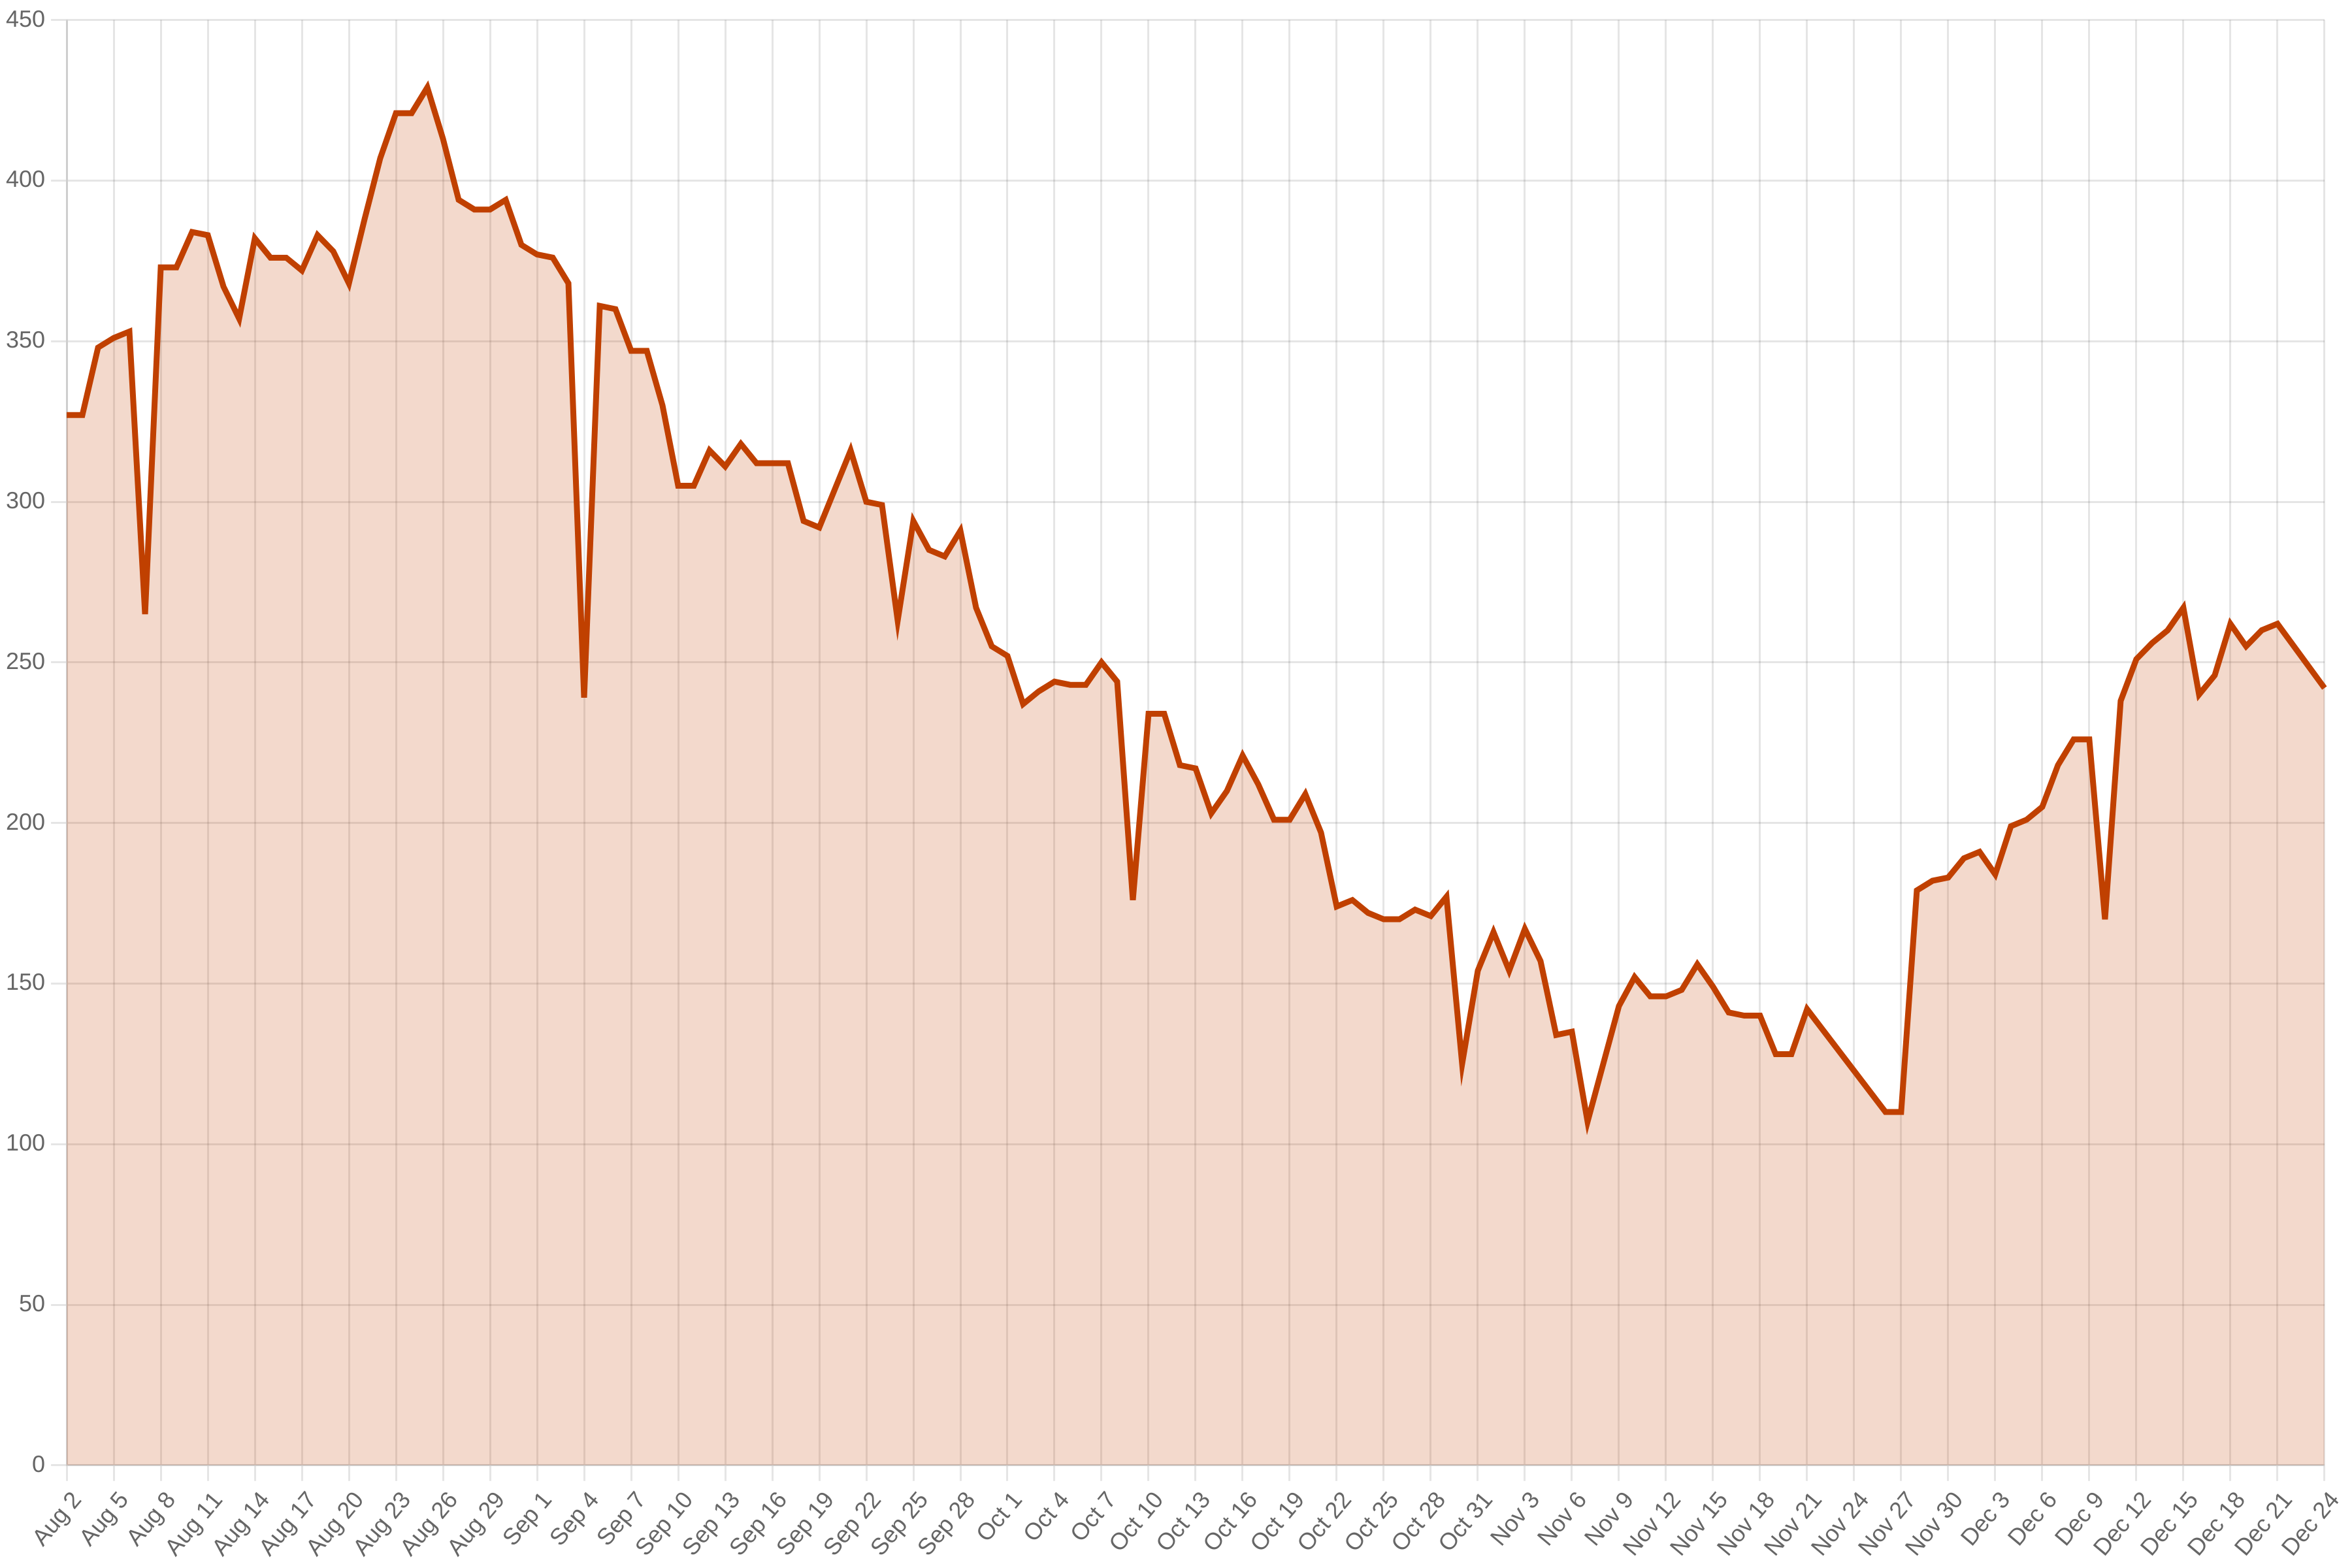 450
400
350
300
250
200
150
100
50
0
Aug 2
Aug 5
Aug 8
Aug 11
Aug 14
Aug 17
Aug 20
Aug 23
Aug 26
Aug 29
Sep 1
Sep 4
Sep 7
Sep 10
Sep 13
Sep 16
Sep 19
Sep 22
Sep 25
Sep 28
Oct 1
Oct 4
Oct 7
Oct 10
Oct 13
Oct 16
Oct 19
Oct 22
Oct 25
Oct 28
Oct 31
Nov 3
Nov 6
Nov 9
Nov 12
Nov 15
Nov 18
Nov 21
Nov 24
Nov 27
Nov 30
Dec 3
Dec 6
Dec 9
Dec 12
Dec 15
Dec 18
Dec 21
Dec 24